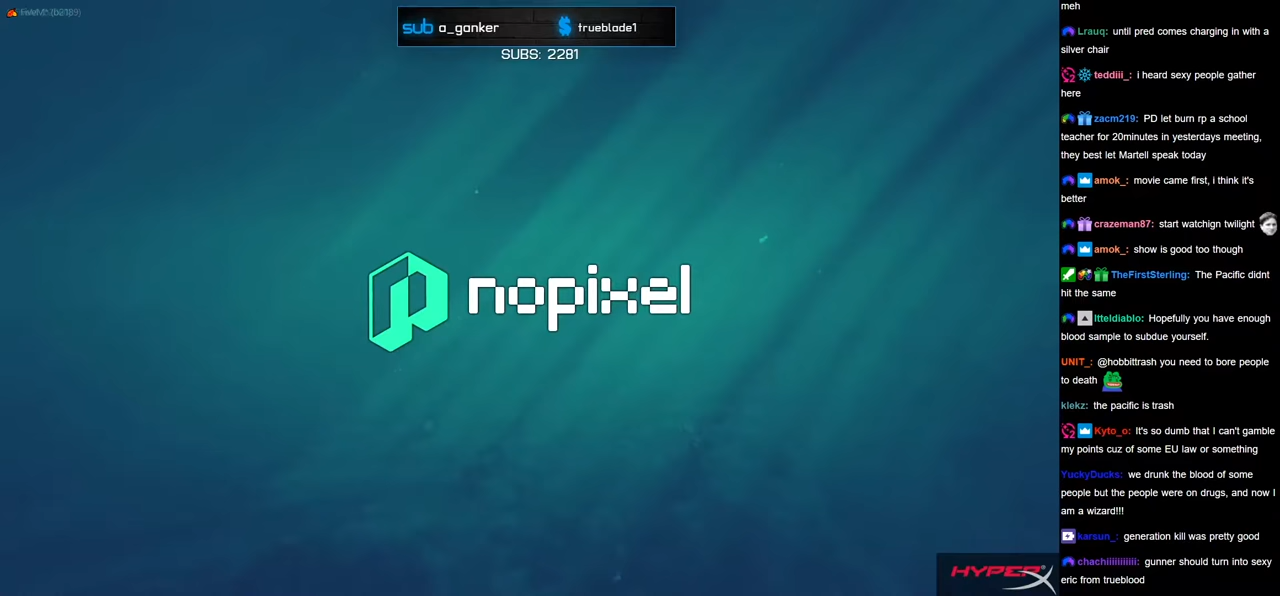 sub a_ganker trueblade1
SUBS: 2281
nopixel
HYPERX
meh
Lrauq: until pred comes charging in with a
silver chair
teddiii_: i heard sexy people gather
here
zacm219: PD let burn rp a school
teacher for 20minutes in yesterdays meeting,
they best let Martell speak today
amok_: movie came first, i think it's
better
crazeman87: start watchign twilight
amok_: show is good too though
TheFirstSterling: The Pacific didnt
hit the same
ltteldiablo: Hopefully you have enough
blood sample to subdue yourself.
UNIT_: @hobbittrash you need to bore people
to death
klekz: the pacific is trash
Kyto_o: It's so dumb that I can't gamble
my points cuz of some EU law or something
YuckyDucks: we drunk the blood of some
people but the people were on drugs, and now I
am a wizard!!!
karsun_: generation kill was pretty good
chachiiiiiiiiiii: gunner should turn into sexy
eric from trueblood